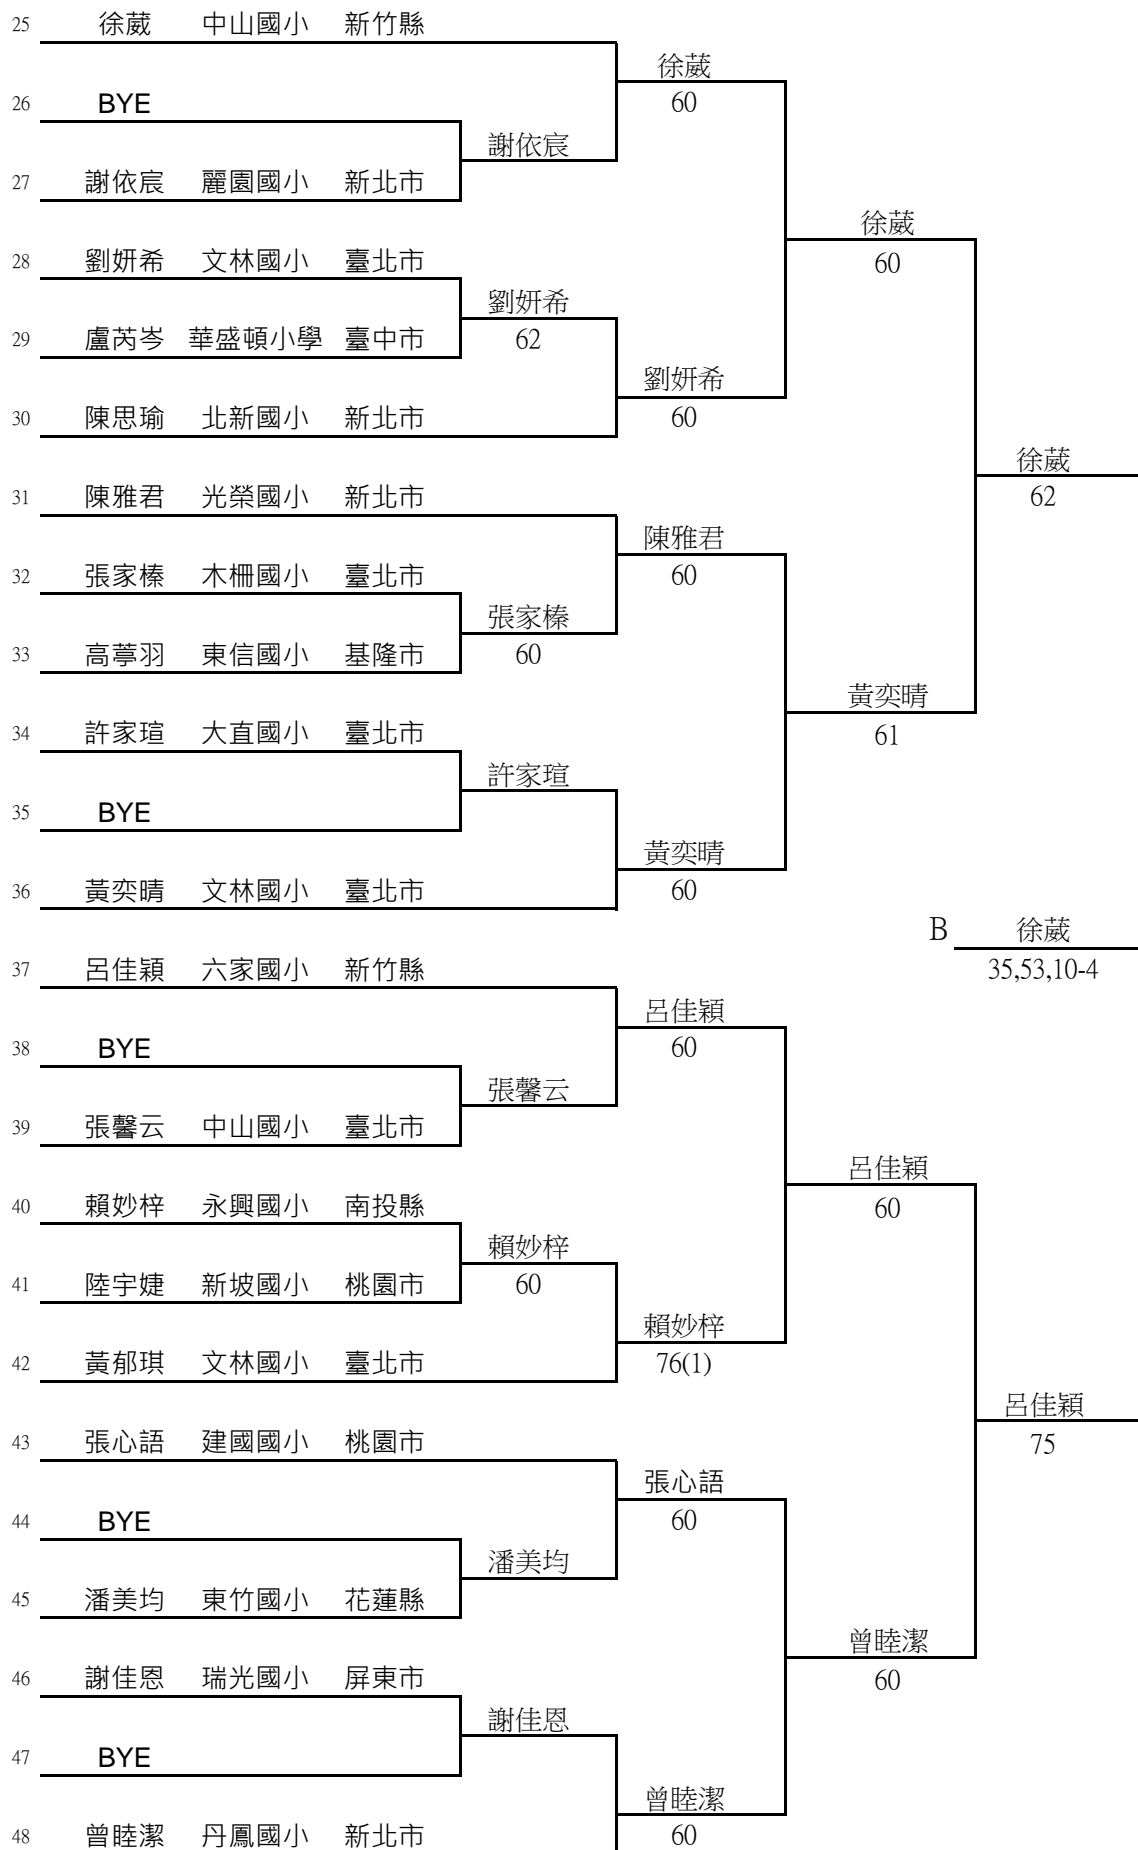 25 徐葳 中山國小 新竹縣
徐葳
60
26 BYE
謝依宸
27 謝依宸 麗園國小 新北市
徐葳
60
28 劉妍希 文林國小 臺北市
劉妍希
62
29 盧芮岑 華盛頓小學 臺中市
劉妍希
60
30 陳思瑜 北新國小 新北市
徐葳
62
31 陳雅君 光榮國小 新北市
陳雅君
60
32 張家榛 木柵國小 臺北市
張家榛
60
33 高葶羽 東信國小 基隆市
黃奕晴
61
34 許家瑄 大直國小 臺北市
許家瑄
35 BYE
黃奕晴
60
36 黃奕晴 文林國小 臺北市
B 徐葳
35,53,10-4
37 呂佳穎 六家國小 新竹縣
呂佳穎
60
38 BYE
張馨云
39 張馨云 中山國小 臺北市
呂佳穎
60
40 賴妙梓 永興國小 南投縣
賴妙梓
60
41 陸宇婕 新坡國小 桃園市
賴妙梓
76(1)
42 黃郁琪 文林國小 臺北市
呂佳穎
75
43 張心語 建國國小 桃園市
張心語
60
44 BYE
潘美均
45 潘美均 東竹國小 花蓮縣
曾睦潔
60
46 謝佳恩 瑞光國小 屏東市
謝佳恩
47 BYE
曾睦潔
60
48 曾睦潔 丹鳳國小 新北市